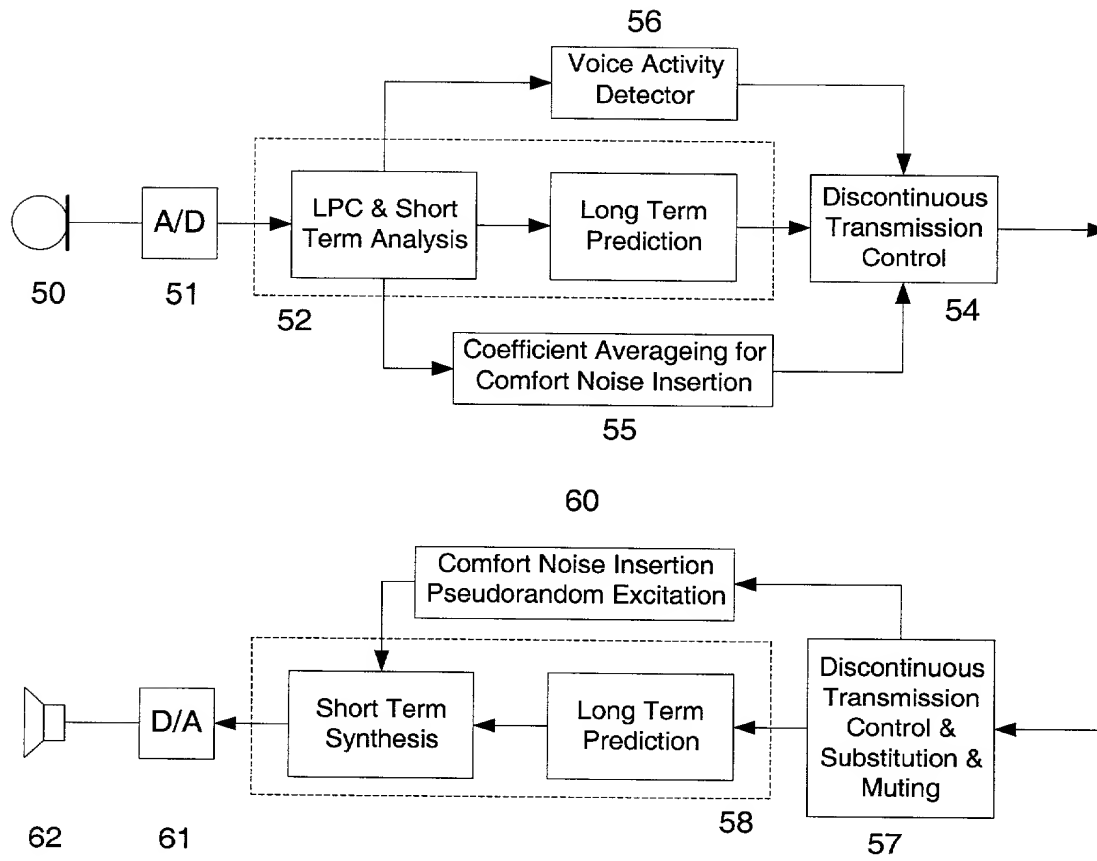 56
Voice Activity
Detector
A/D
LPC & Short
Term Analysis
Long Term
Prediction
Discontinuous
Transmission
Control
50
51
52
54
Coefficient Averageing for
Comfort Noise Insertion
55
60
Comfort Noise Insertion
Pseudorandom Excitation
D/A
Short Term
Synthesis
Long Term
Prediction
Discontinuous
Transmission
Control &
Substitution &
Muting
62
61
58
57